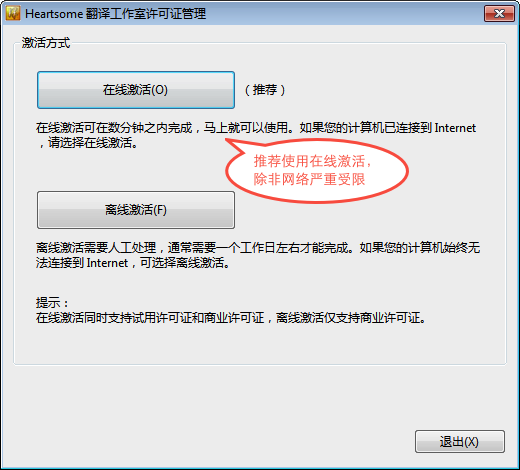 Heartsome 翻译工作室许可证管理
激活方式
在线激活(O)
（推荐）
在线激活可在数分钟之内完成，马上就可以使用。如果您的计算机已连接到 Internet
，请选择在线激活。
推荐使用在线激活，
除非网络严重受限
离线激活(F)
离线激活需要人工处理，通常需要一个工作日左右才能完成。如果您的计算机始终无
法连接到 Internet，可选择离线激活。
提示：
在线激活同时支持试用许可证和商业许可证，离线激活仅支持商业许可证。
退出(X)